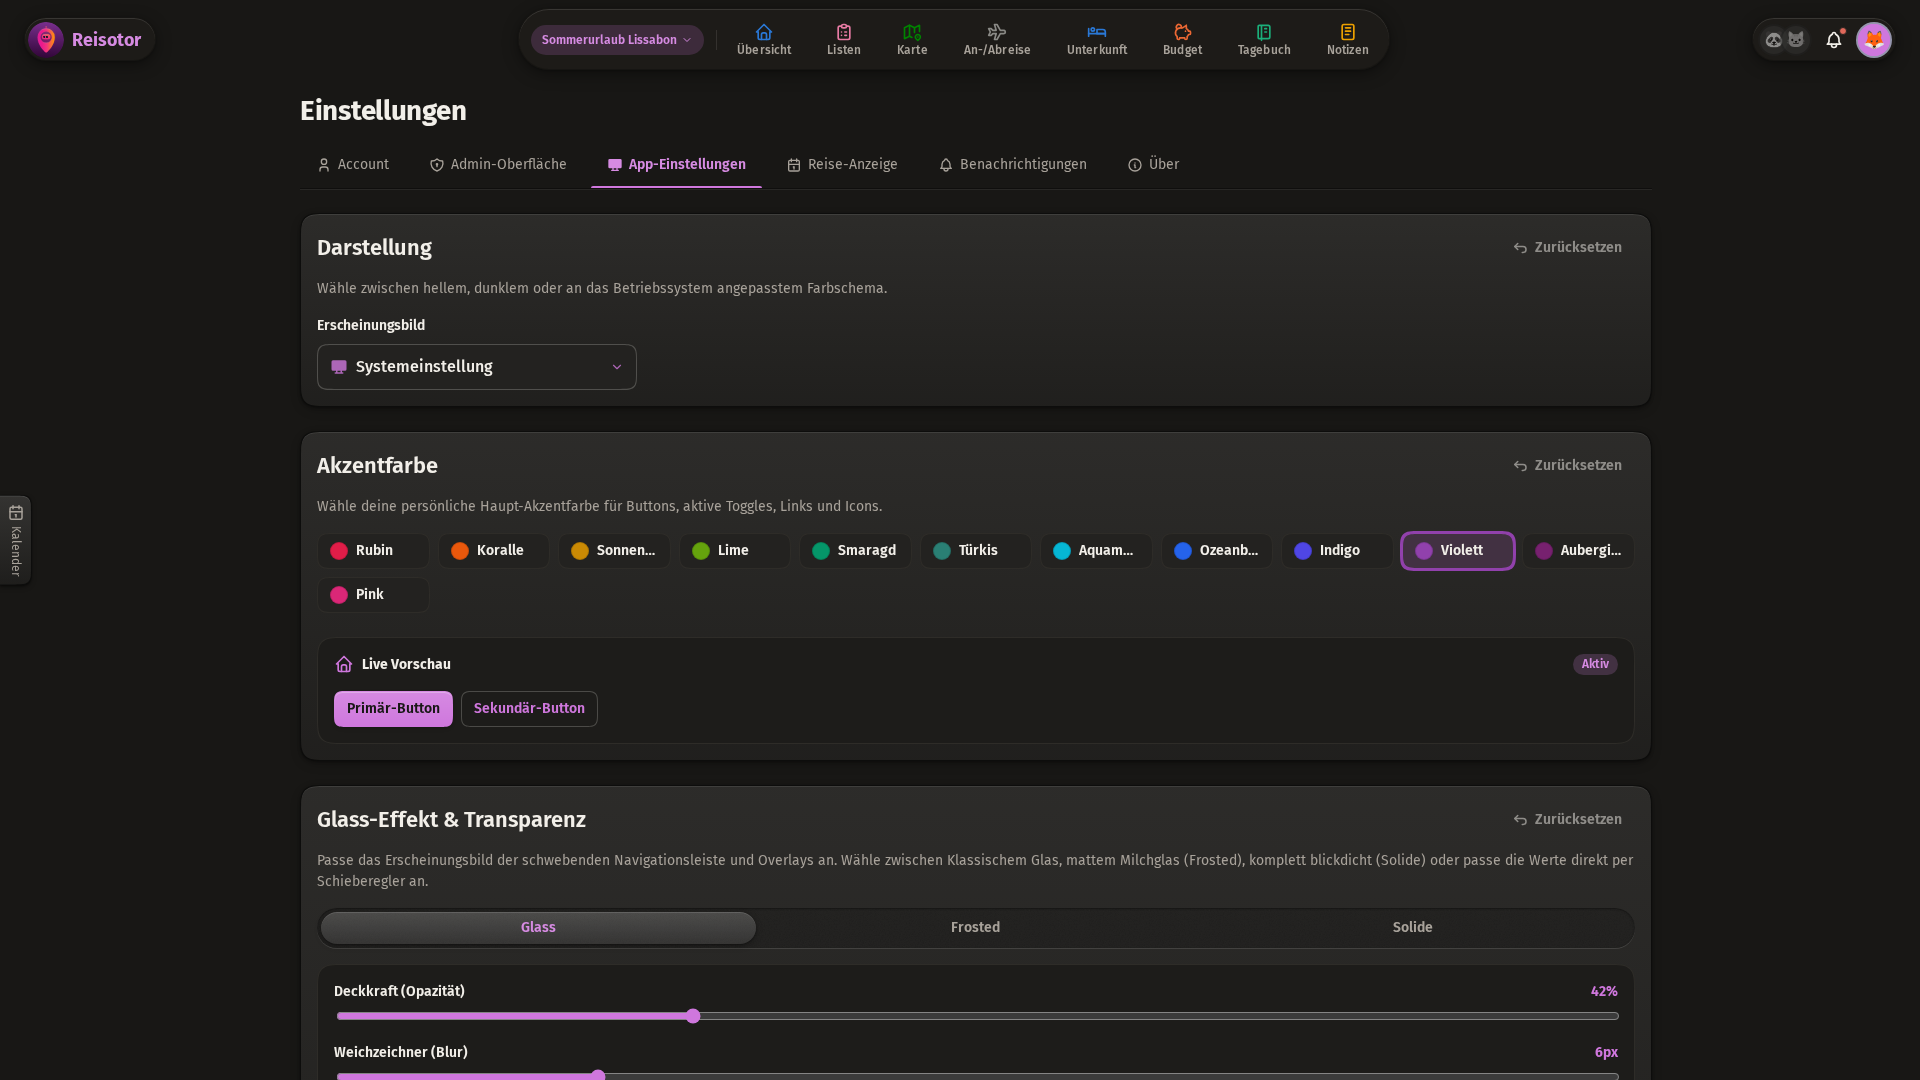 Reisotor
Sommerurlaub Lissabon
Übersicht
Listen
Karte
An-/Abreise
Unterkunft
Budget
Tagebuch
Notizen
Einstellungen
Account
Admin-Oberfläche
App-Einstellungen
Reise-Anzeige
Benachrichtigungen
Über
Darstellung
Zurücksetzen
Wähle zwischen hellem, dunklem oder an das Betriebssystem angepasstem Farbschema.
Erscheinungsbild
Systemeinstellung
Akzentfarbe
Zurücksetzen
Wähle deine persönliche Haupt-Akzentfarbe für Buttons, aktive Toggles, Links und Icons.
Rubin
Koralle
Sonnen...
Lime
Smaragd
Türkis
Aquam...
Ozeanb...
Indigo
Violett
Aubergi...
Pink
Kalender
Live Vorschau
Aktiv
Primär-Button
Sekundär-Button
Glass-Effekt & Transparenz
Zurücksetzen
Passe das Erscheinungsbild der schwebenden Navigationsleiste und Overlays an. Wähle zwischen Klassischem Glas, mattem Milchglas (Frosted), komplett blickdicht (Solide) oder passe die Werte direkt per
Schieberegler an.
Glass
Frosted
Solide
Deckkraft (Opazität)
42%
Weichzeichner (Blur)
6px